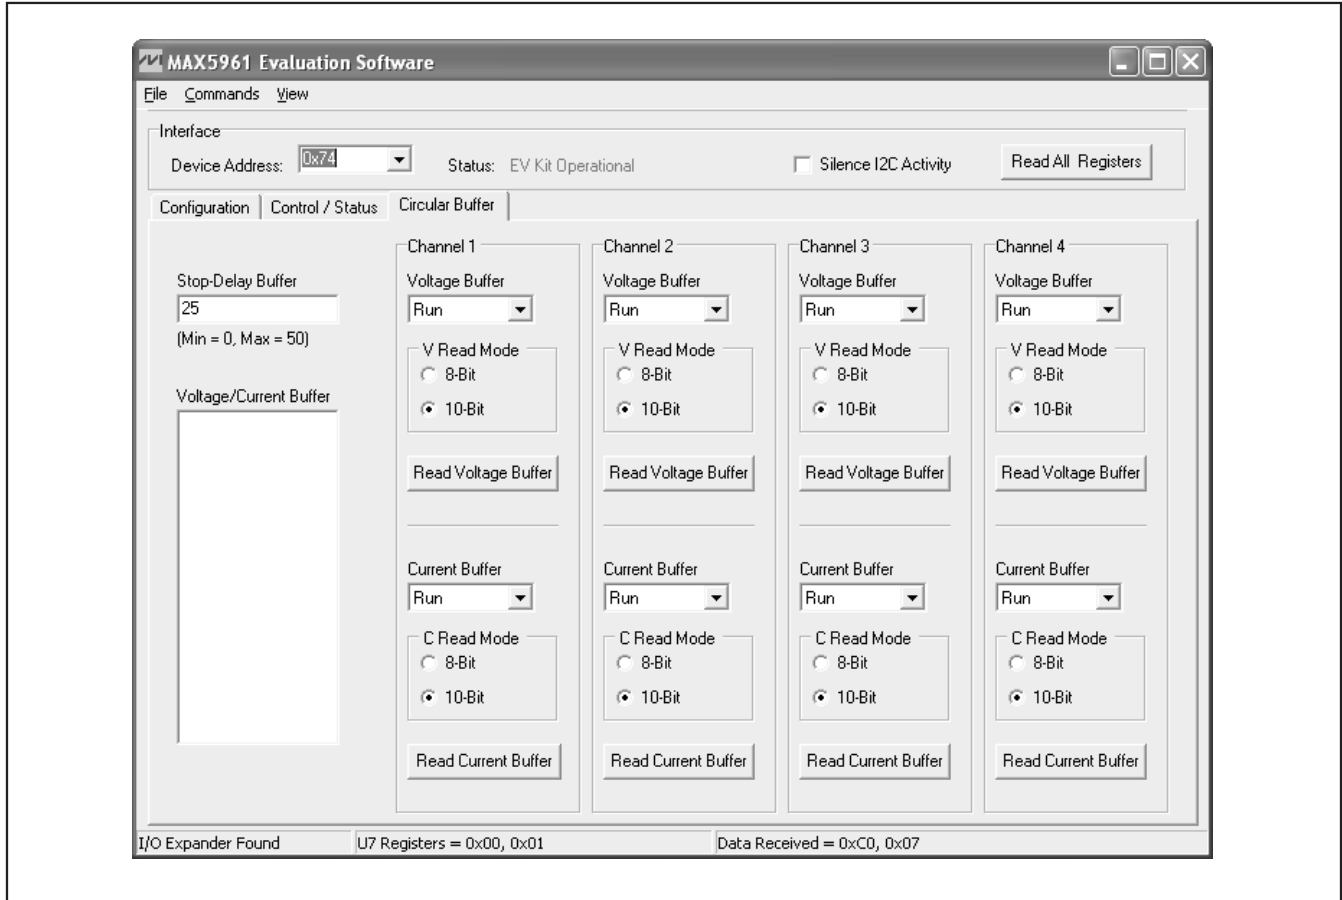 MAX5961 Evaluation Software
File Commands View
Interface
Device Address: 0x74 Status: EV Kit Operational Silence I2C Activity Read All Registers
Configuration Control / Status Circular Buffer
Stop-Delay Buffer
25
(Min = 0, Max = 50)
Voltage/Current Buffer
Channel 1
Voltage Buffer
Run
V Read Mode
8-Bit
10-Bit
Read Voltage Buffer
Current Buffer
Run
C Read Mode
8-Bit
10-Bit
Read Current Buffer
Channel 2
Voltage Buffer
Run
V Read Mode
8-Bit
10-Bit
Read Voltage Buffer
Current Buffer
Run
C Read Mode
8-Bit
10-Bit
Read Current Buffer
Channel 3
Voltage Buffer
Run
V Read Mode
8-Bit
10-Bit
Read Voltage Buffer
Current Buffer
Run
C Read Mode
8-Bit
10-Bit
Read Current Buffer
Channel 4
Voltage Buffer
Run
V Read Mode
8-Bit
10-Bit
Read Voltage Buffer
Current Buffer
Run
C Read Mode
8-Bit
10-Bit
Read Current Buffer
I/O Expander Found U7 Registers = 0x00, 0x01 Data Received = 0xC0, 0x07